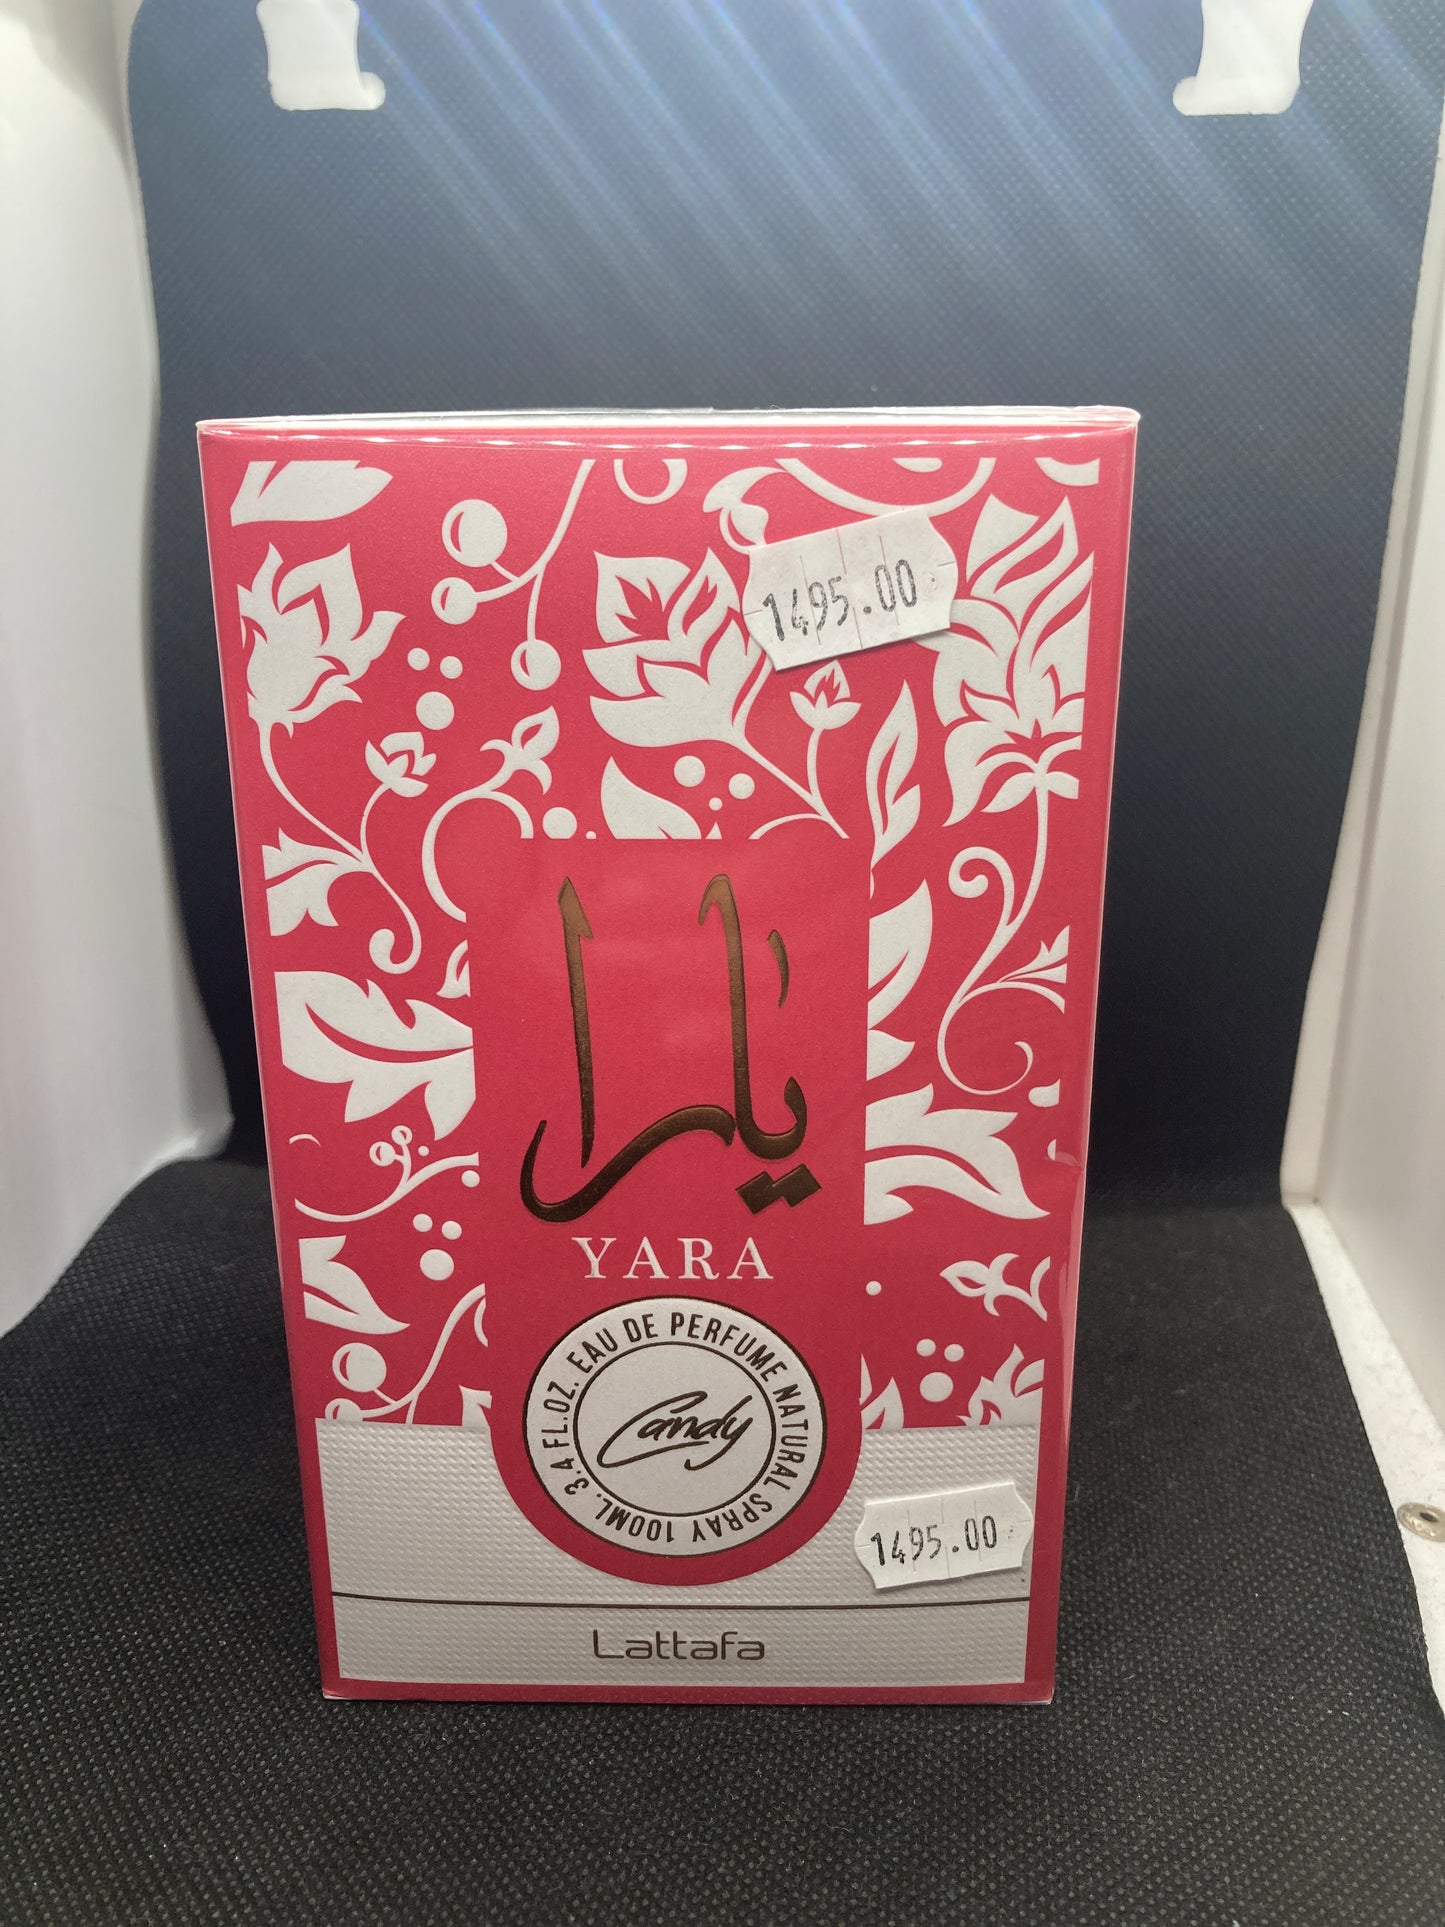 1495.00
يارا
YARA
3.4 FL.OZ. EAU DE PERFUME NATURAL SPRAY 100ML.
Candy
1495.00
Lattafa